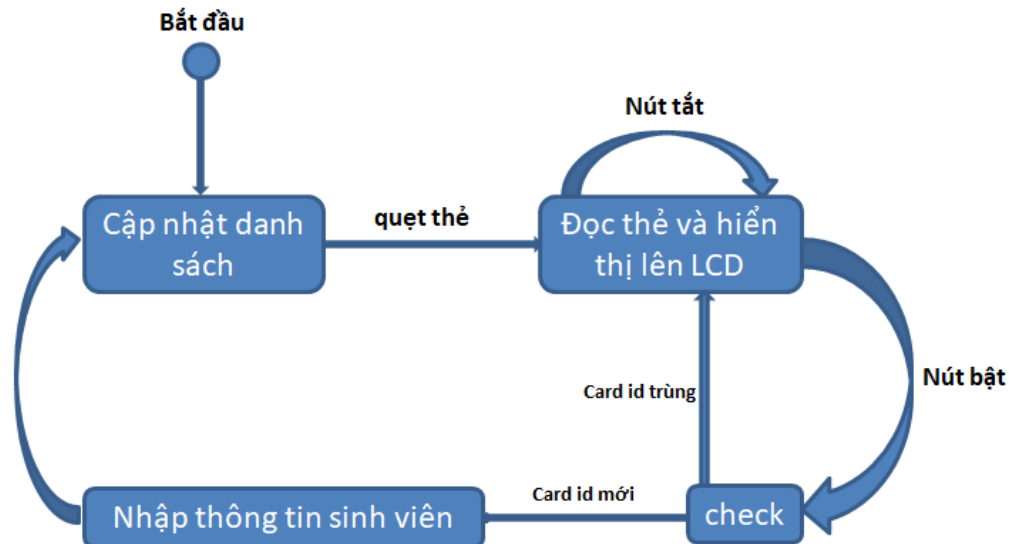 Bắt đầu
Nút tắt
Cập nhật danh
sách
quẹt thẻ
Đọc thẻ và hiển
thị lên LCD
Nút bật
Card id trùng
Nhập thông tin sinh viên
Card id mới
check